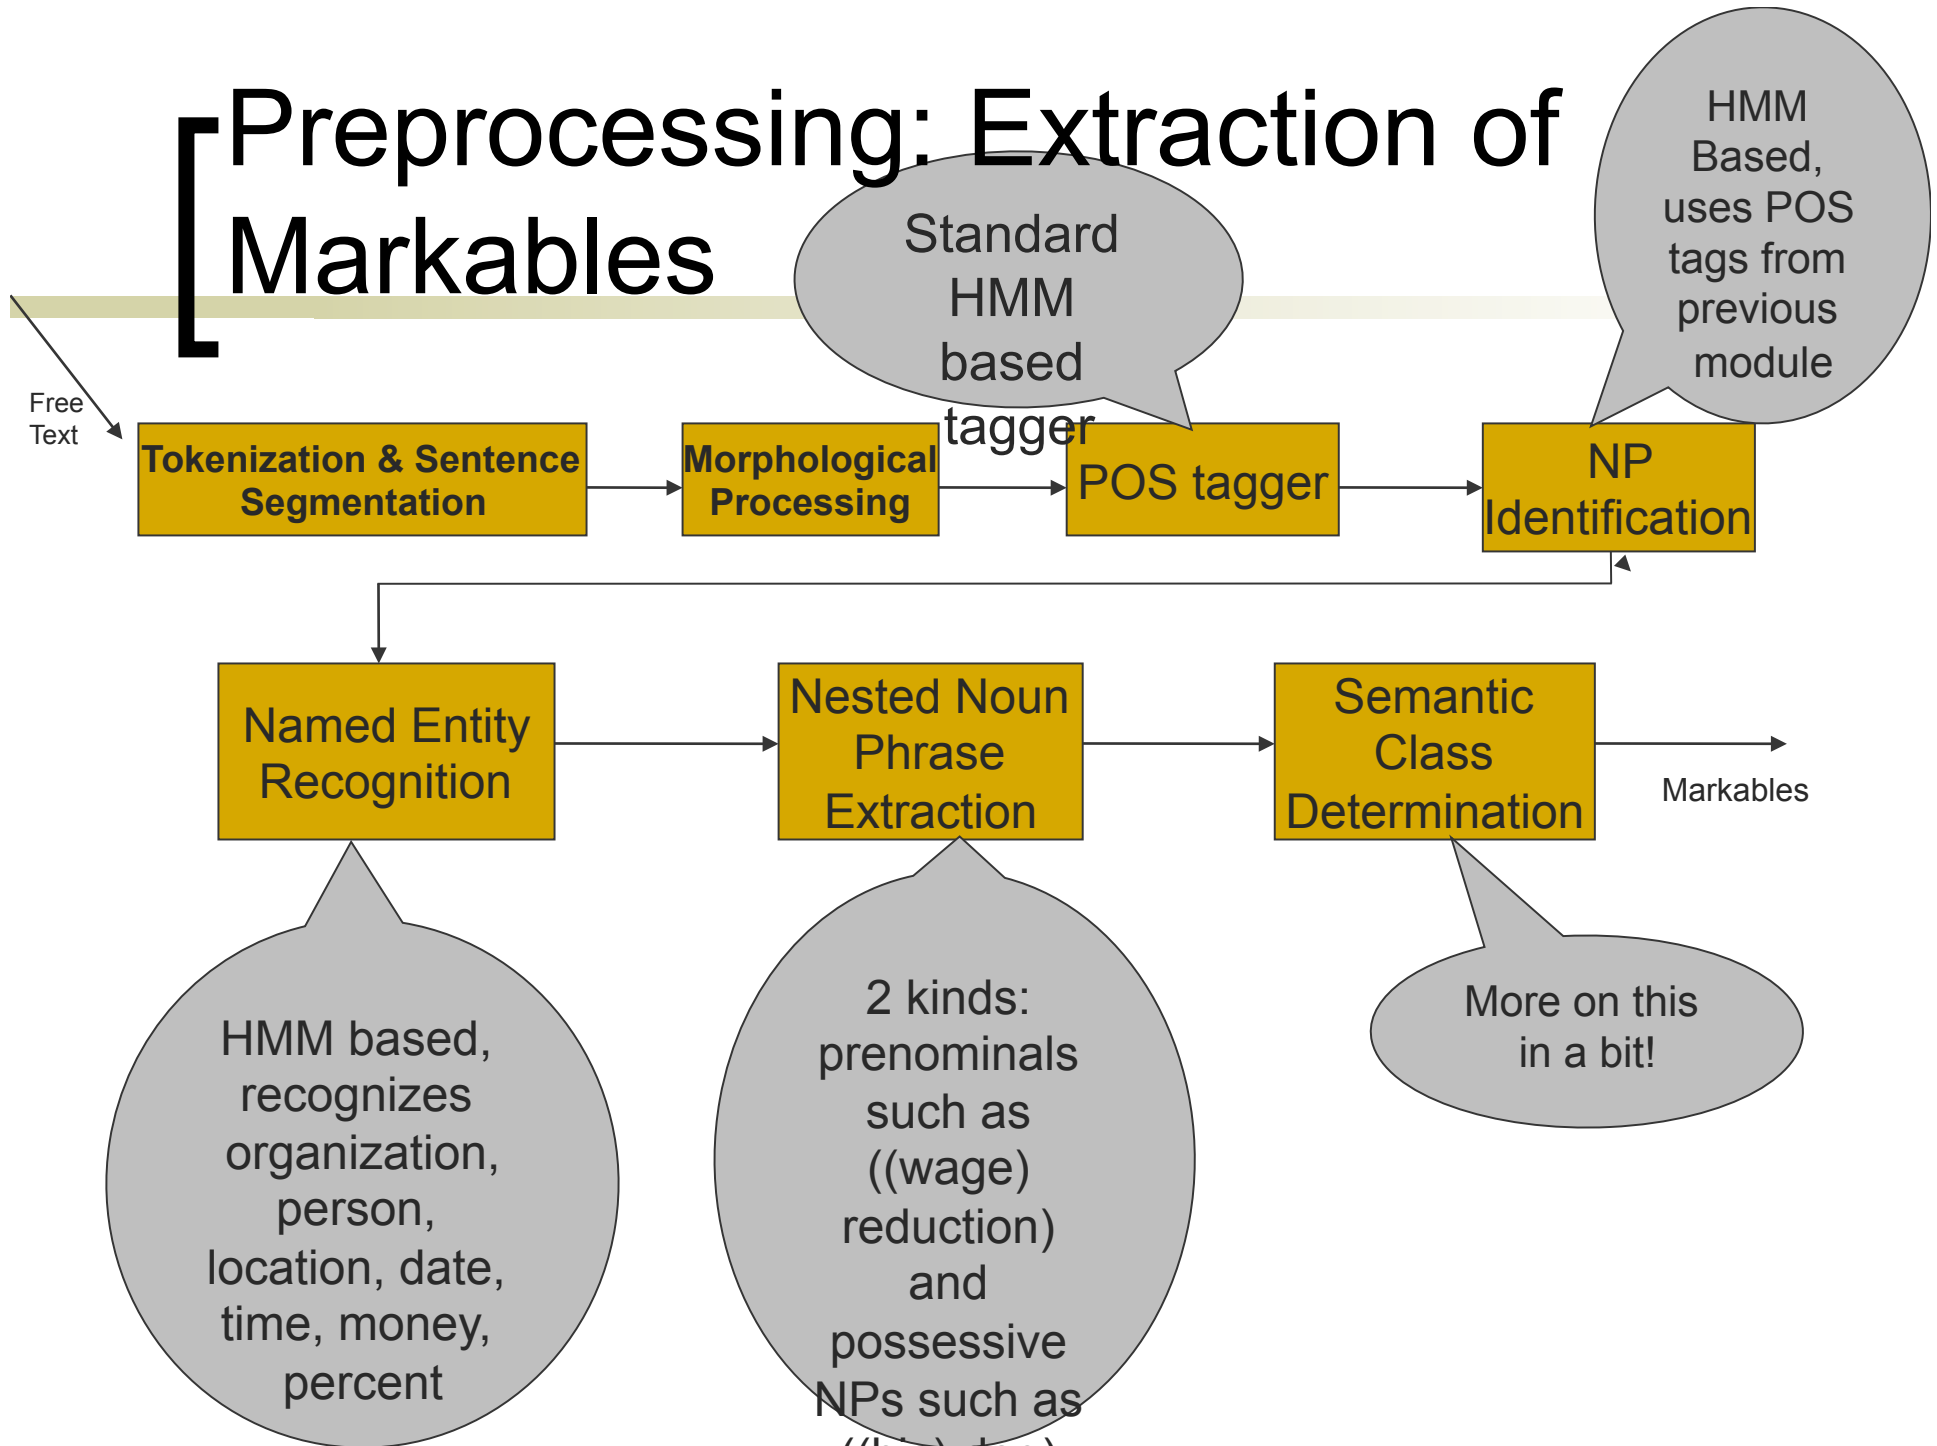 Preprocessing: Extraction of
Markables
Standard
HMM
based
tagger
HMM
Based,
uses POS
tags from
previous
module
Free
Text
Tokenization & Sentence
Segmentation
Morphological
Processing
POS tagger
NP
Identification
Named Entity
Recognition
Nested Noun
Phrase
Extraction
Semantic
Class
Determination
Markables
HMM based,
recognizes
organization,
person,
location, date,
time, money,
percent
2 kinds:
prenominals
such as
((wage)
reduction)
and
possessive
NPs such as
More on this
in a bit!